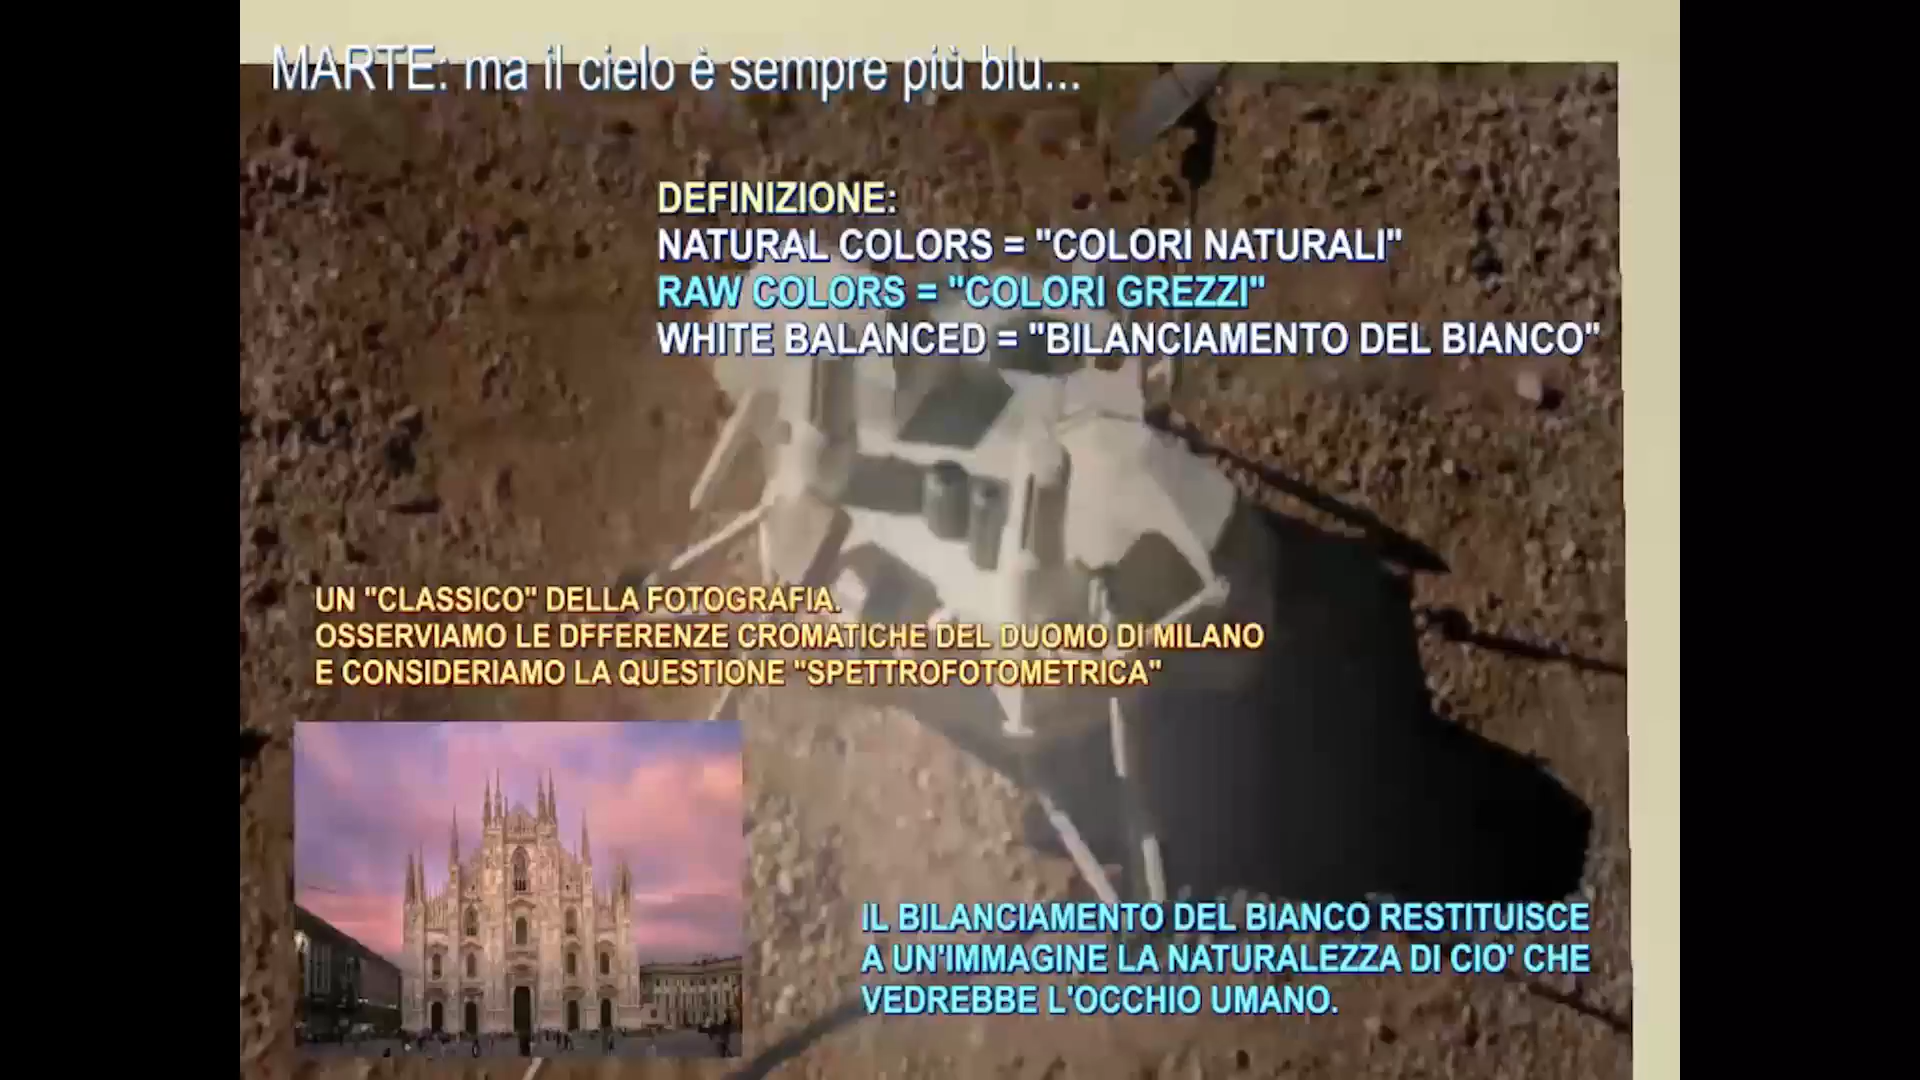 MARTE: ma il cielo è sempre più blu...
DEFINIZIONE:
NATURAL COLORS = "COLORI NATURALI"
RAW COLORS = "COLORI GREZZI"
WHITE BALANCED = "BILANCIAMENTO DEL BIANCO"
UN "CLASSICO" DELLA FOTOGRAFIA.
OSSERVIAMO LE DFFERENZE CROMATICHE DEL DUOMO DI MILANO
E CONSIDERIAMO LA QUESTIONE "SPETTROFOTOMETRICA"
IL BILANCIAMENTO DEL BIANCO RESTITUISCE
A UN'IMMAGINE LA NATURALEZZA DI CIO' CHE
VEDREBBE L'OCCHIO UMANO.